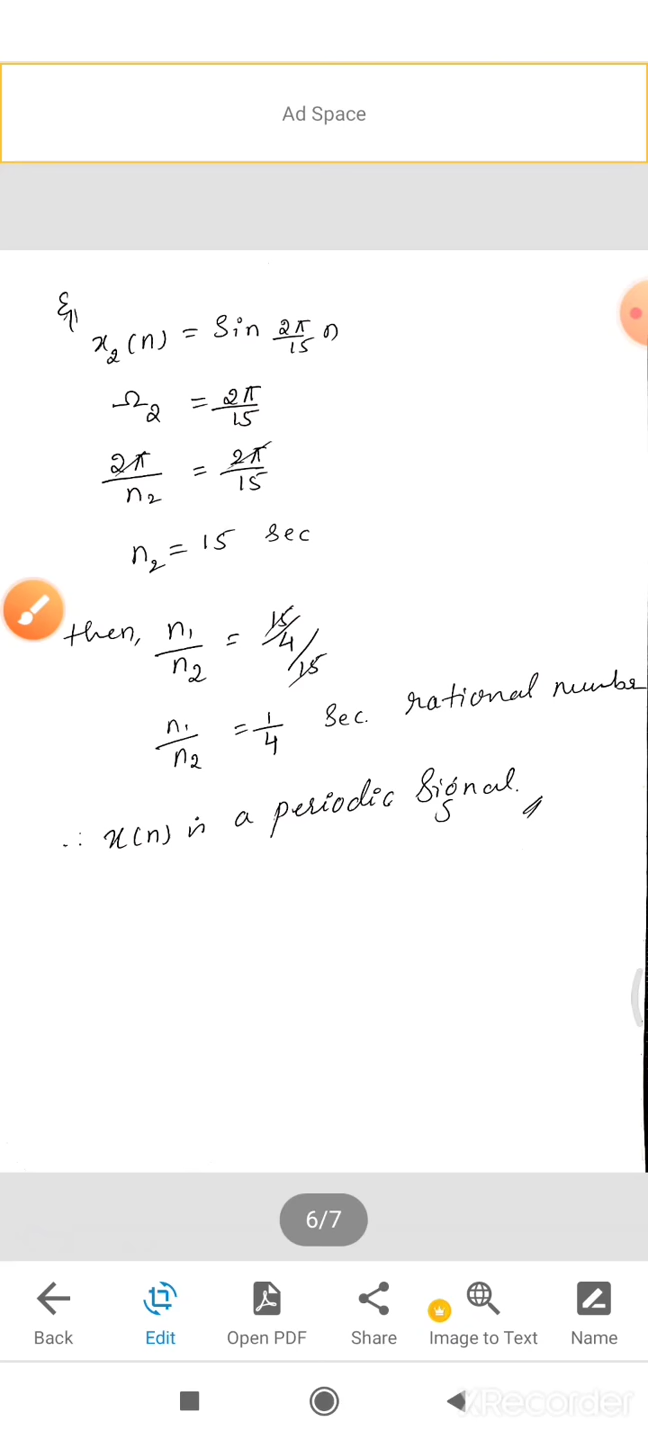 Ad Space
&
x₂(n) = Sin 2π/15 n
Ω₂ = 2π/15
2π/n₂ = 2π/15
n₂ = 15 Sec
then, n₁/n₂ = 15/4/15
n₁/n₂ = 1/4 Sec. rational numbe
∴ x(n) is a periodic Signal.
6/7
Back Edit Open PDF Share Image to Text Name
XRecorder